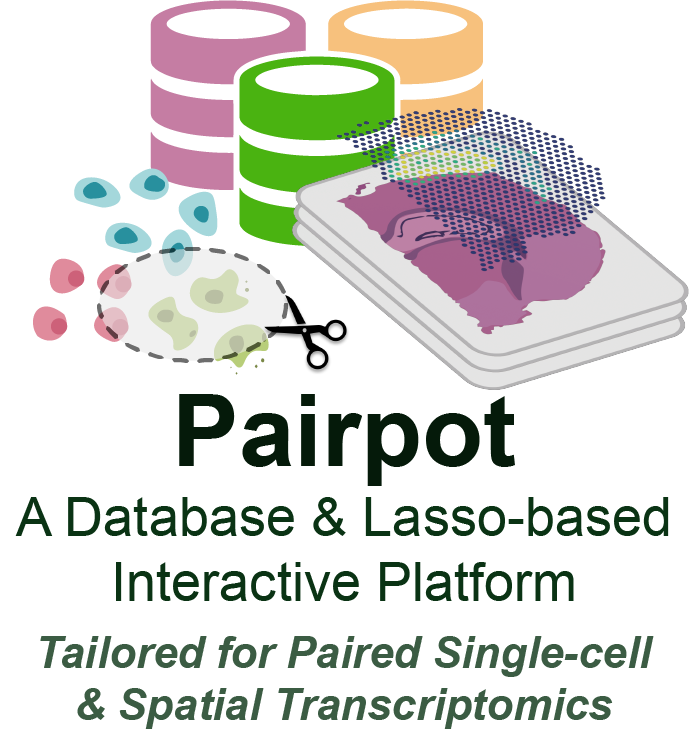 Pairpot
A Database & Lasso-based
Interactive Platform
Tailored for Paired Single-cell
& Spatial Transcriptomics